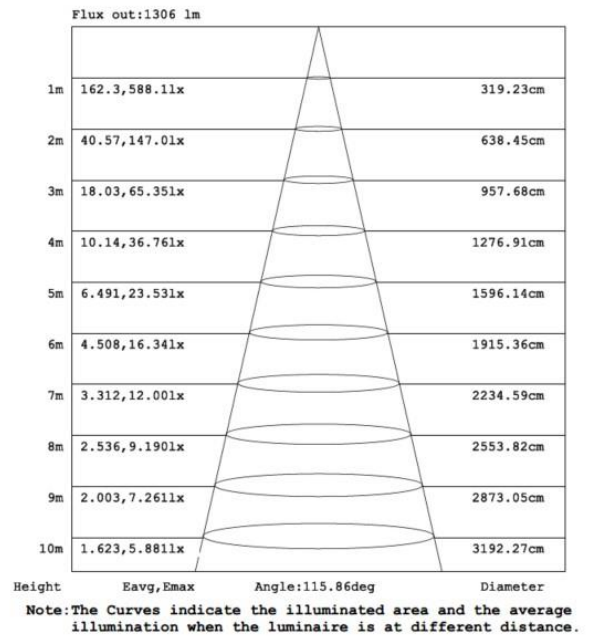 Flux out:1306 lm
1m 162.3,588.1lx 319.23cm
2m 40.57,147.0lx 638.45cm
3m 18.03,65.35lx 957.68cm
4m 10.14,36.76lx 1276.91cm
5m 6.491,23.53lx 1596.14cm
6m 4.508,16.34lx 1915.36cm
7m 3.312,12.00lx 2234.59cm
8m 2.536,9.190lx 2553.82cm
9m 2.003,7.261lx 2873.05cm
10m 1.623,5.881lx 3192.27cm
Height Eavg,Emax Angle:115.86deg Diameter
Note:The Curves indicate the illuminated area and the average
illumination when the luminaire is at different distance.